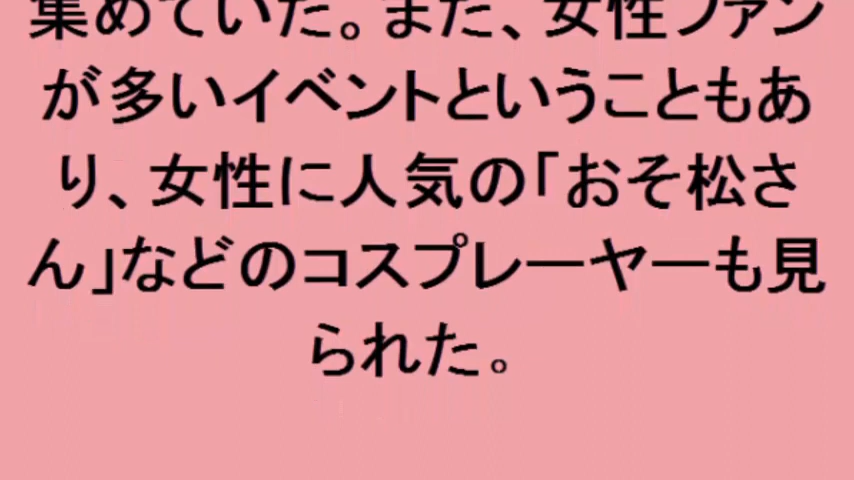 集めていた。また、女性ファン
が多いイベントということもあ
り、女性に人気の「おそ松さ
ん」などのコスプレーヤーも見
られた。